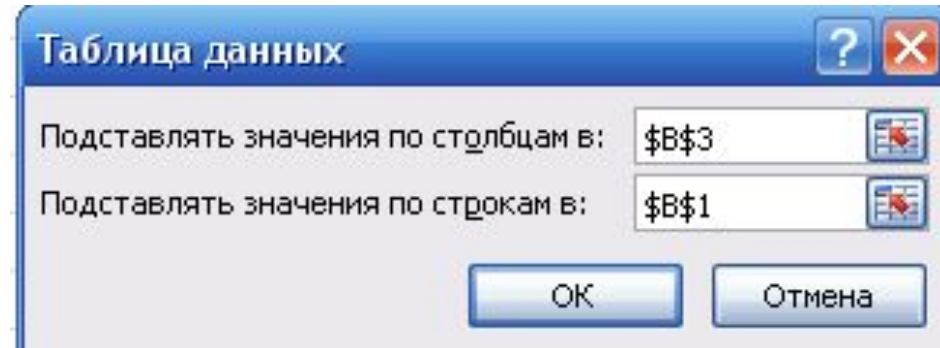 Таблица данных
?
Подставлять значения по столбцам в: $B$3
Подставлять значения по строкам в: $B$1
ОК Отмена